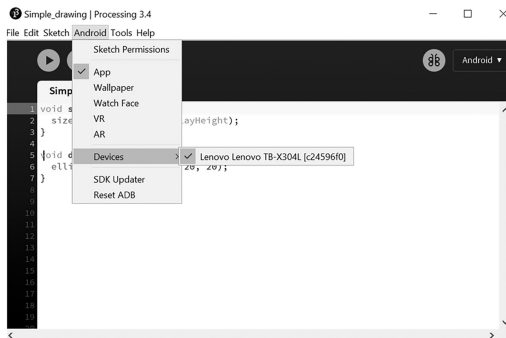 Simple_drawing | Processing 3.4
File Edit Sketch Android Tools Help
Sketch Permissions
App
Wallpaper
Watch Face
VR
AR
Devices
Lenovo Lenovo TB-X304L [c24596f0]
SDK Updater
Reset ADB
Android ▼
Simp
1 void s
2 size ayHeight);
3 }
4
5 void d
6 elli 20, 20);
7 }
8
9
10
11
12
13
14
15
16
17
18
19